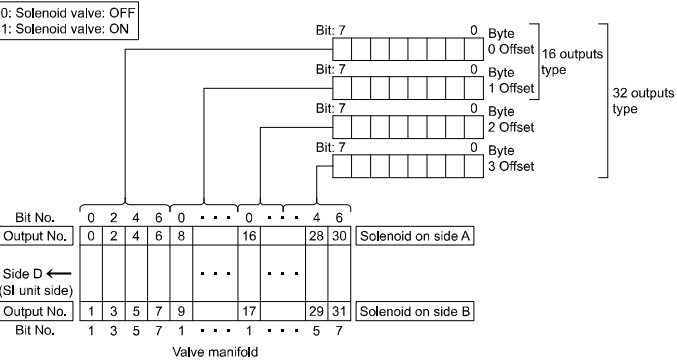 0: Solenoid valve: OFF
1: Solenoid valve: ON
Bit: 7 0 Byte 0 Offset
Bit: 7 0 Byte 1 Offset
Bit: 7 0 Byte 2 Offset
Bit: 7 0 Byte 3 Offset
16 outputs type
32 outputs type
Bit No. 0 2 4 6 0 · · · 0 · · · 4 6
Output No. 0 2 4 6 8 16 28 30 Solenoid on side A
Side D ← · · · · · ·
(SI unit side)
Output No. 1 3 5 7 9 17 29 31 Solenoid on side B
Bit No. 1 3 5 7 1 · · · 1 · · · 5 7
Valve manifold